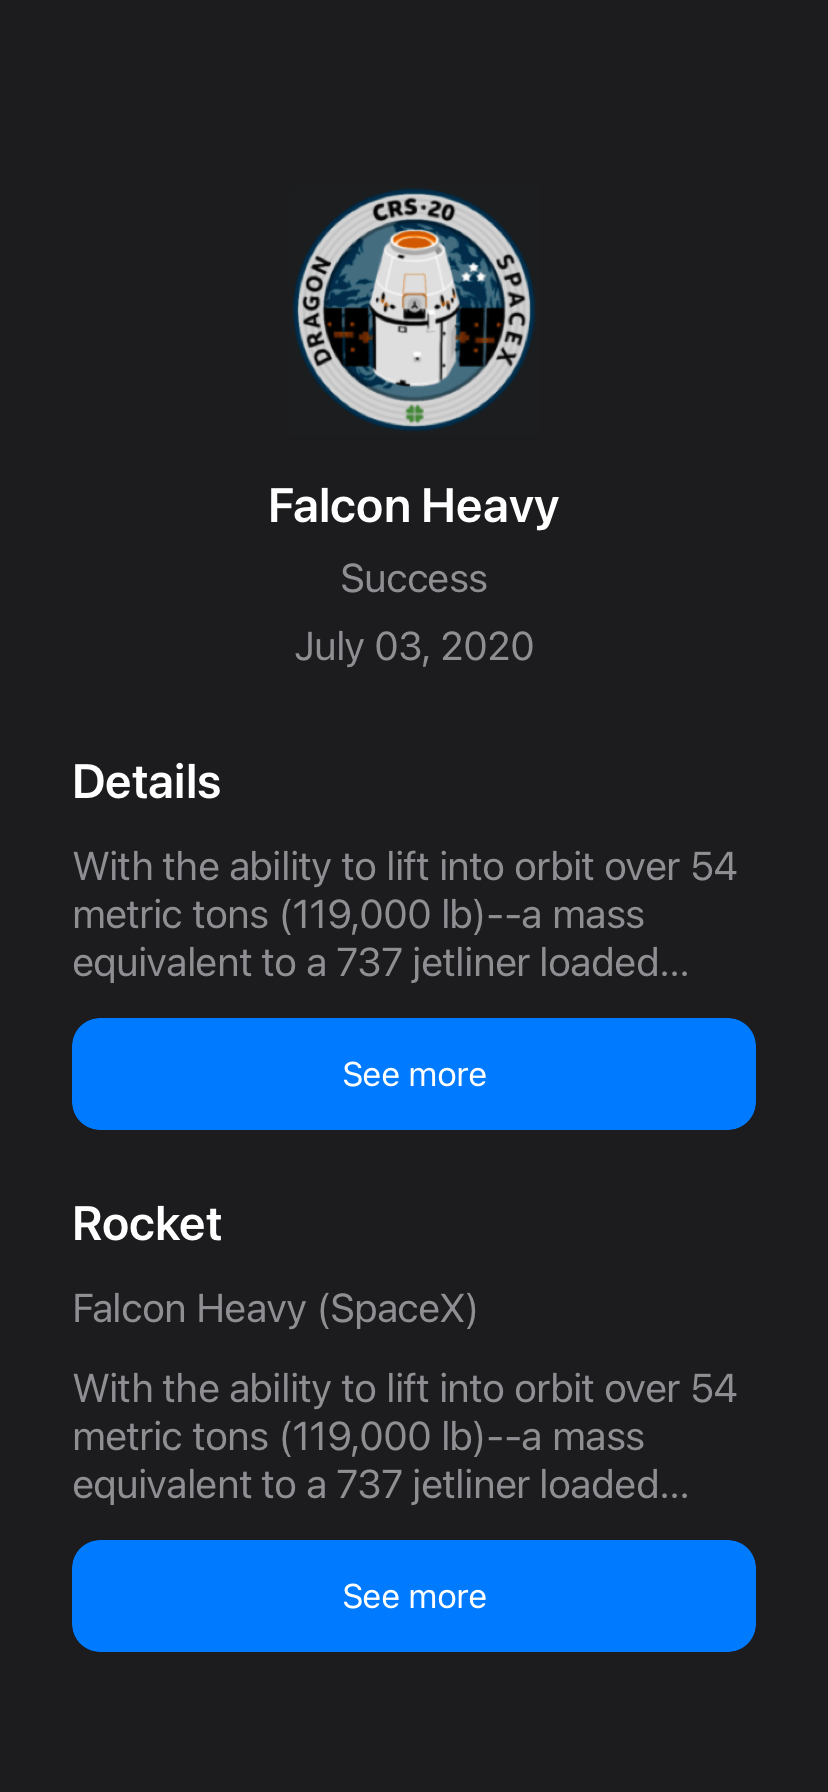 CRS·20
DRAGON
SPACEX
Falcon Heavy
Success
July 03, 2020
Details
With the ability to lift into orbit over 54
metric tons (119,000 lb)--a mass
equivalent to a 737 jetliner loaded...
See more
Rocket
Falcon Heavy (SpaceX)
With the ability to lift into orbit over 54
metric tons (119,000 lb)--a mass
equivalent to a 737 jetliner loaded...
See more